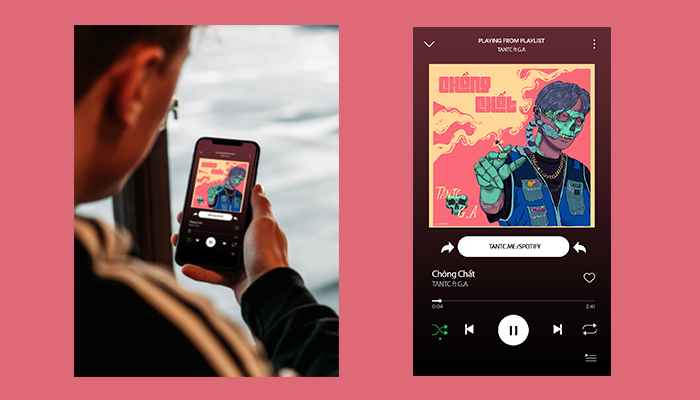 PLAYING FROM PLAYLIST
TANTC ft G.A
CHỒNG
CHẤT
TANTC
G.A
TANTC.ME/SPOTIFY
Chồng Chất
TANTC ft G.A
0:04
2:41